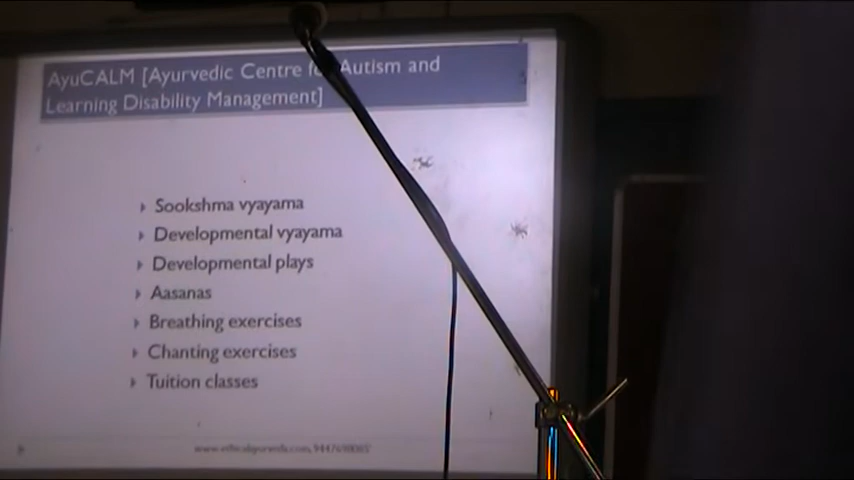 AyuCALM [Ayurvedic Centre for Autism and
Learning Disability Management]
Sookshma vyayama
Developmental vyayama
Developmental plays
Aasanas
Breathing exercises
Chanting exercises
Tuition classes